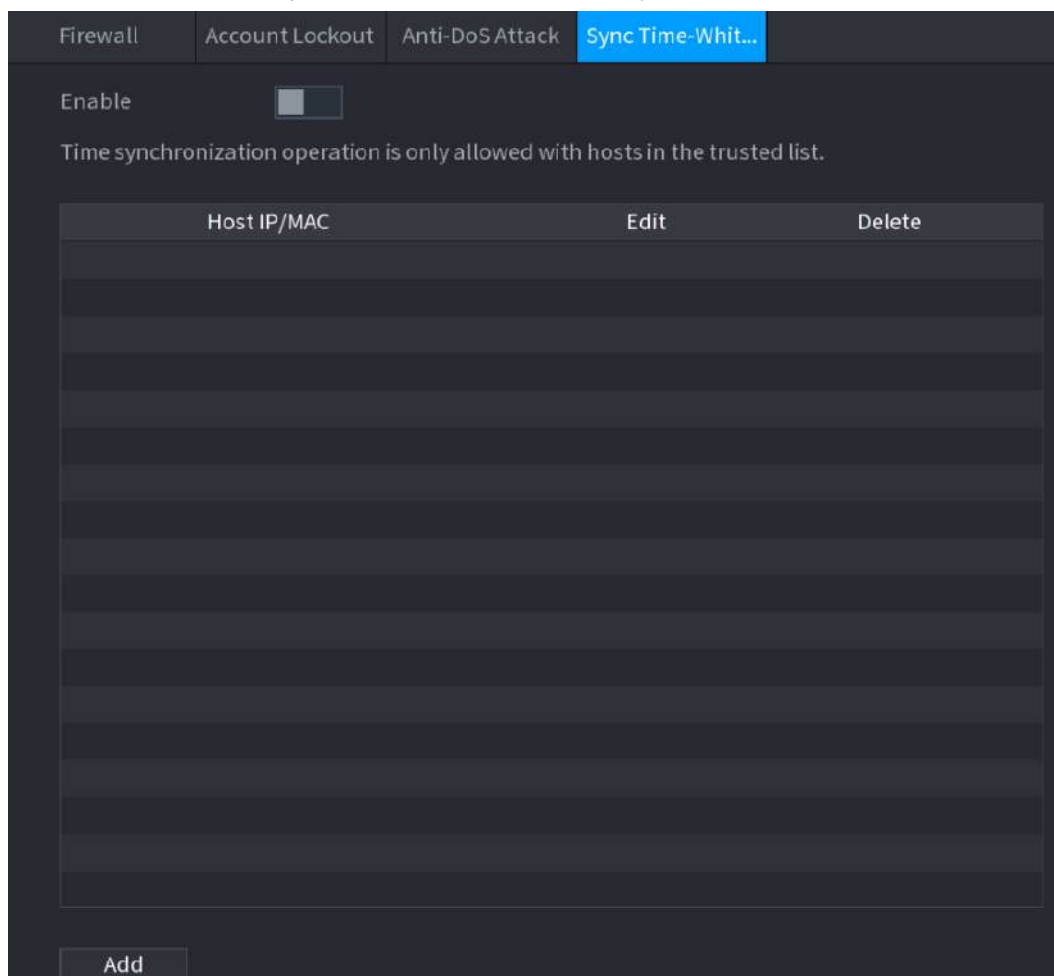 Firewall Account Lockout Anti-DoS Attack Sync Time-Whit...
Enable
Time synchronization operation is only allowed with hosts in the trusted list.
Host IP/MAC Edit Delete
Add